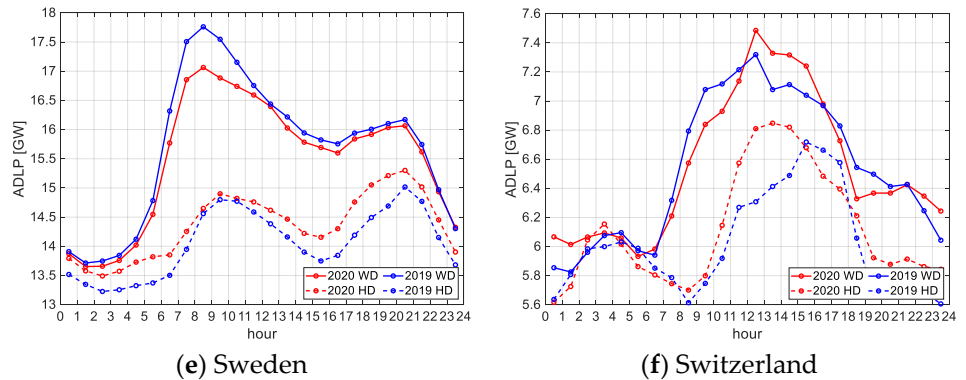 18
17.5
17
16.5
16
15.5
15
14.5
14
13.5
13
ADLP [GW]
0 1 2 3 4 5 6 7 8 9 10 11 12 13 14 15 16 17 18 19 20 21 22 23 24
hour
2020 WD 2019 WD
2020 HD 2019 HD
(e) Sweden
7.6
7.4
7.2
7
6.8
6.6
6.4
6.2
6
5.8
5.6
ADLP [GW]
0 1 2 3 4 5 6 7 8 9 10 11 12 13 14 15 16 17 18 19 20 21 22 23 24
hour
2020 WD 2019 WD
2020 HD 2019 HD
(f) Switzerland